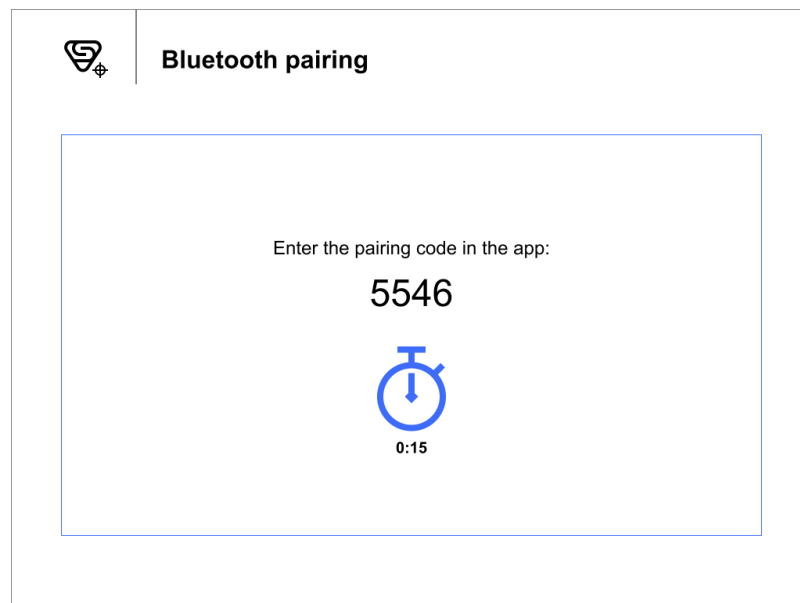 Bluetooth pairing
Enter the pairing code in the app:
5546
0:15